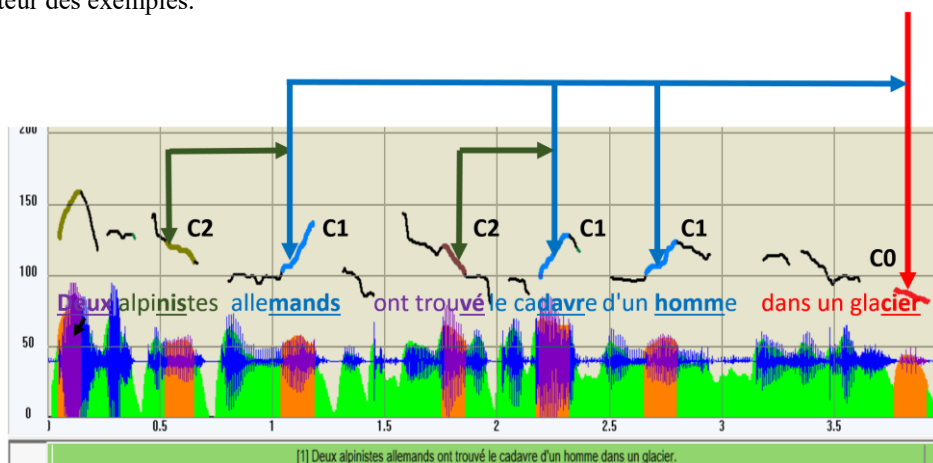 teur des exemples.
200
150
C2 C1 C2 C1 C1
C0
100
Deux alpinistes allemands ont trouvé le cadavre d'un homme dans un glacier
50
0
0.5 1 1.5 2 2.5 3 3.5
[1] Deux alpinistes allemands ont trouvé le cadavre d'un homme dans un glacier.